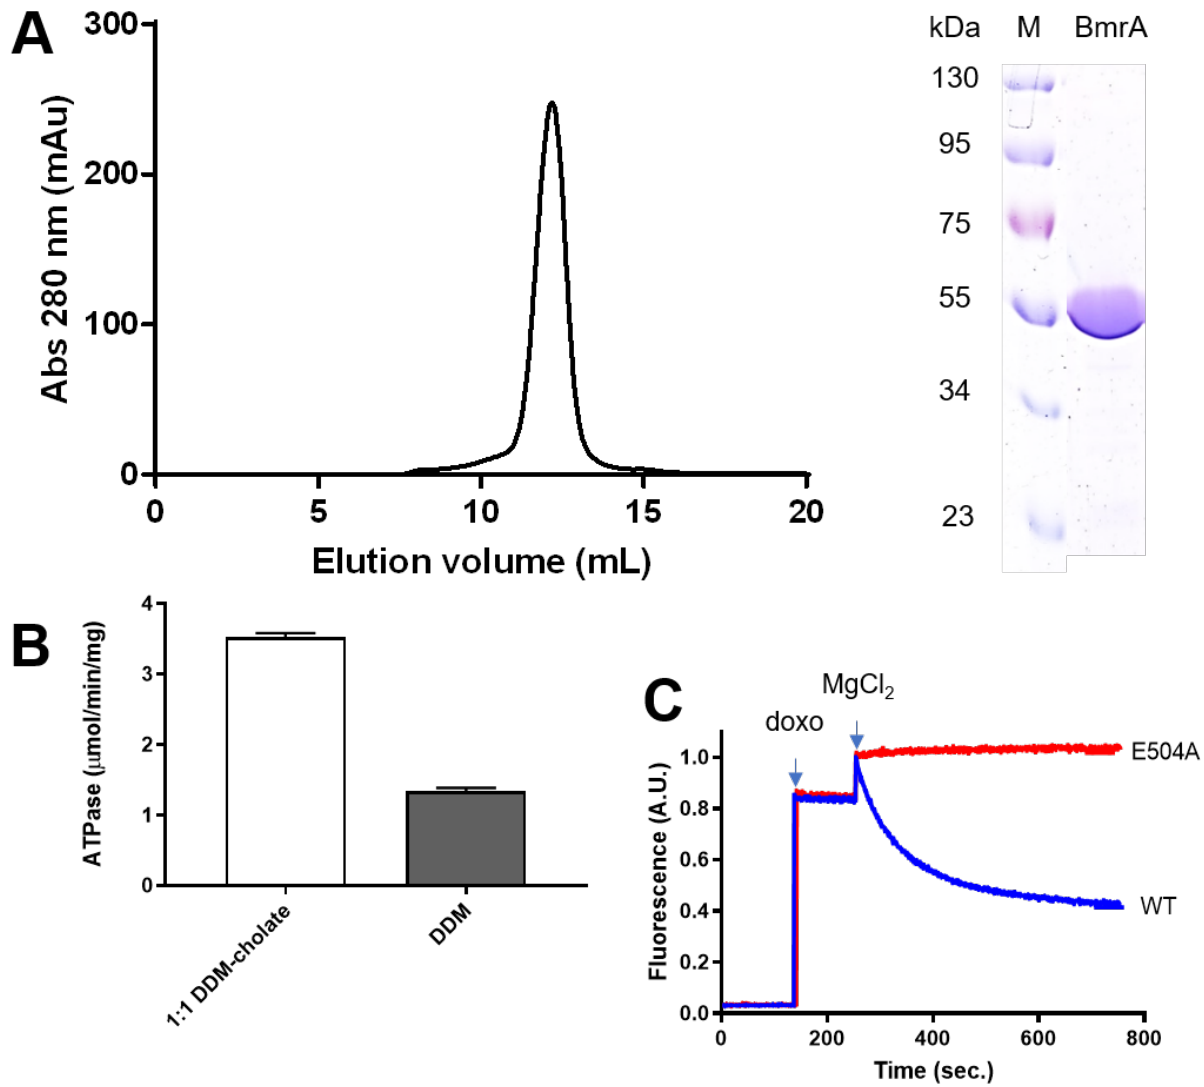 A
300
200
100
0
Abs 280 nm (mAu)
0 5 10 15 20
Elution volume (mL)
kDa M BmrA
130
95
75
55
34
23
B
4
3
2
1
0
ATPase (µmol/min/mg)
1:1 DDM-cholate
DDM
C
MgCl₂
doxo
1.0
0.8
0.6
0.4
0.2
0.0
Fluorescence (A.U.)
E504A
WT
0 200 400 600 800
Time (sec.)